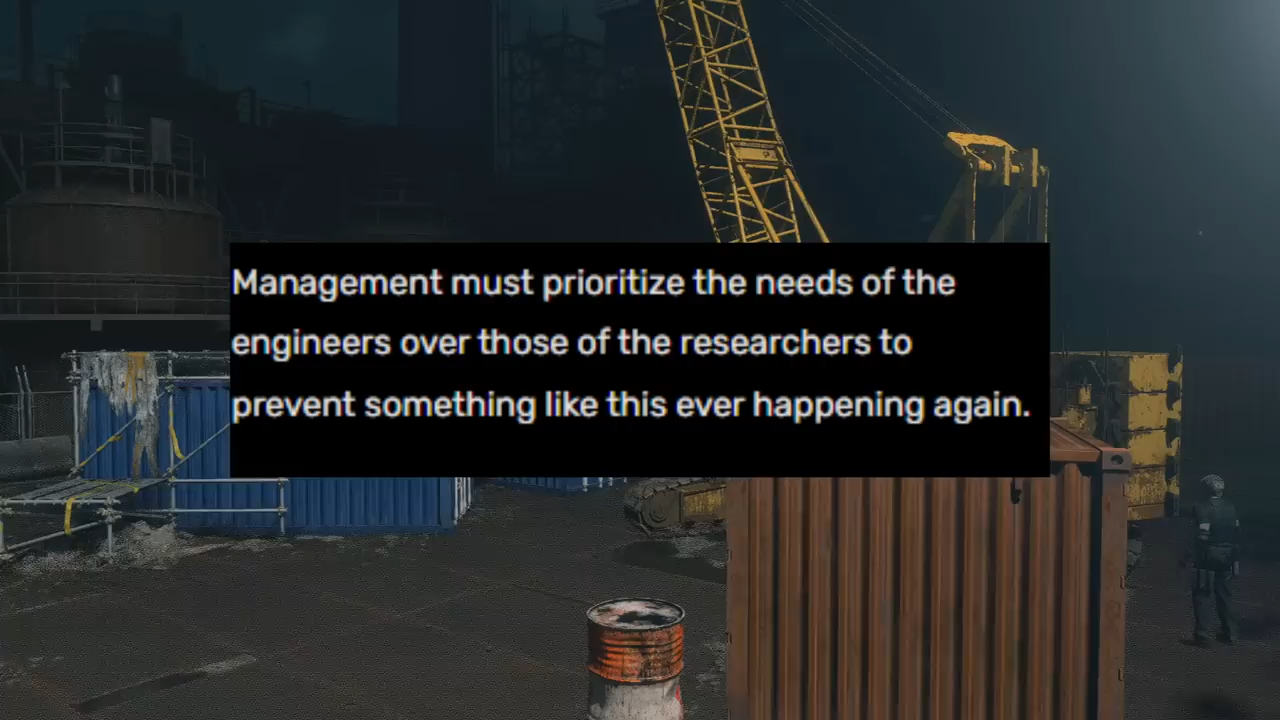 Management must prioritize the needs of the
engineers over those of the researchers to
prevent something like this ever happening again.